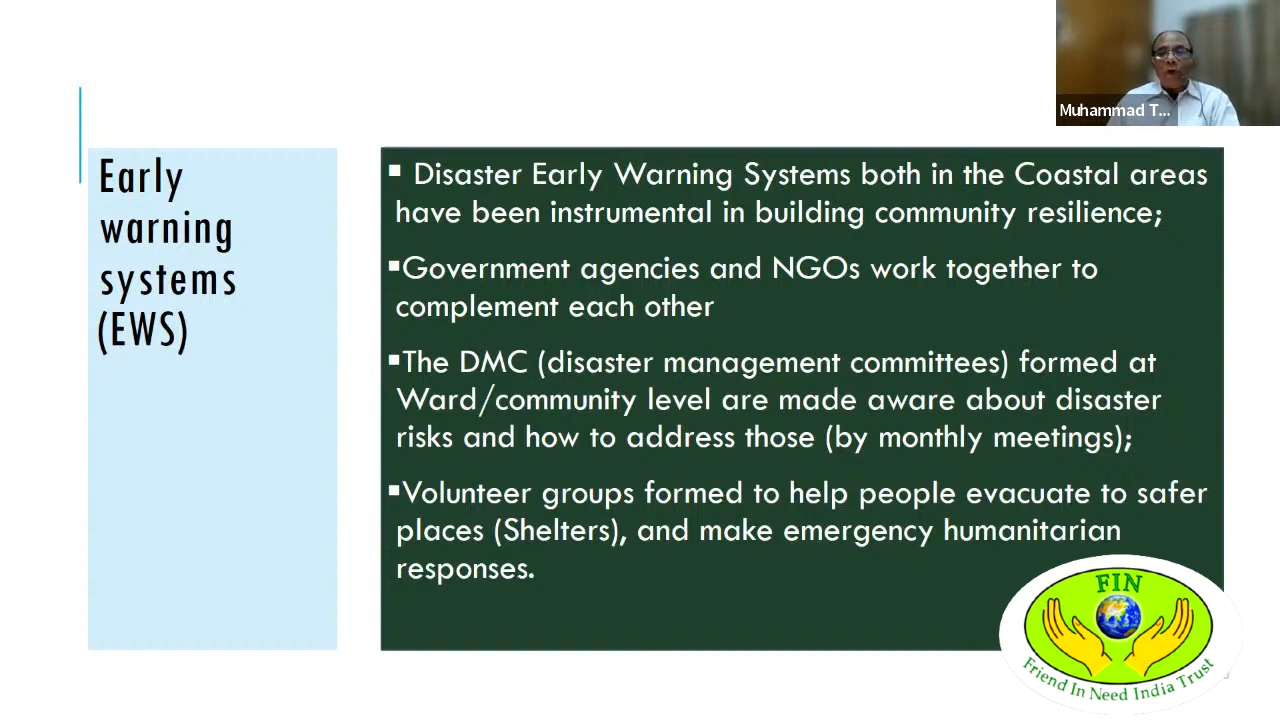 Muhammad T...
Early
warning
systems
(EWS)
▪ Disaster Early Warning Systems both in the Coastal areas
have been instrumental in building community resilience;
▪Government agencies and NGOs work together to
complement each other
▪The DMC (disaster management committees) formed at
Ward/community level are made aware about disaster
risks and how to address those (by monthly meetings);
▪Volunteer groups formed to help people evacuate to safer
places (Shelters), and make emergency humanitarian
responses.
FIN
Friend In Need India Trust